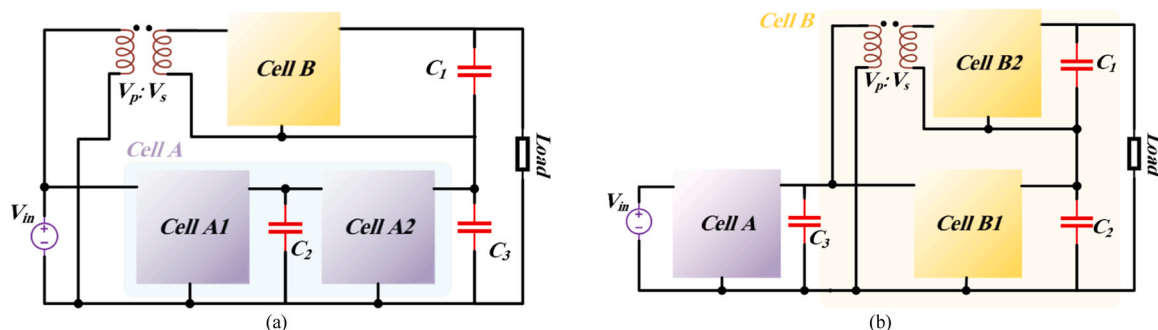 Cell B
C1
Vp:Vs
Cell A
Load
Vin
Cell A1
C2
Cell A2
C3
(a)
Cell B
Cell B2
C1
Vp:Vs
Load
Vin
Cell A
C3
Cell B1
C2
(b)